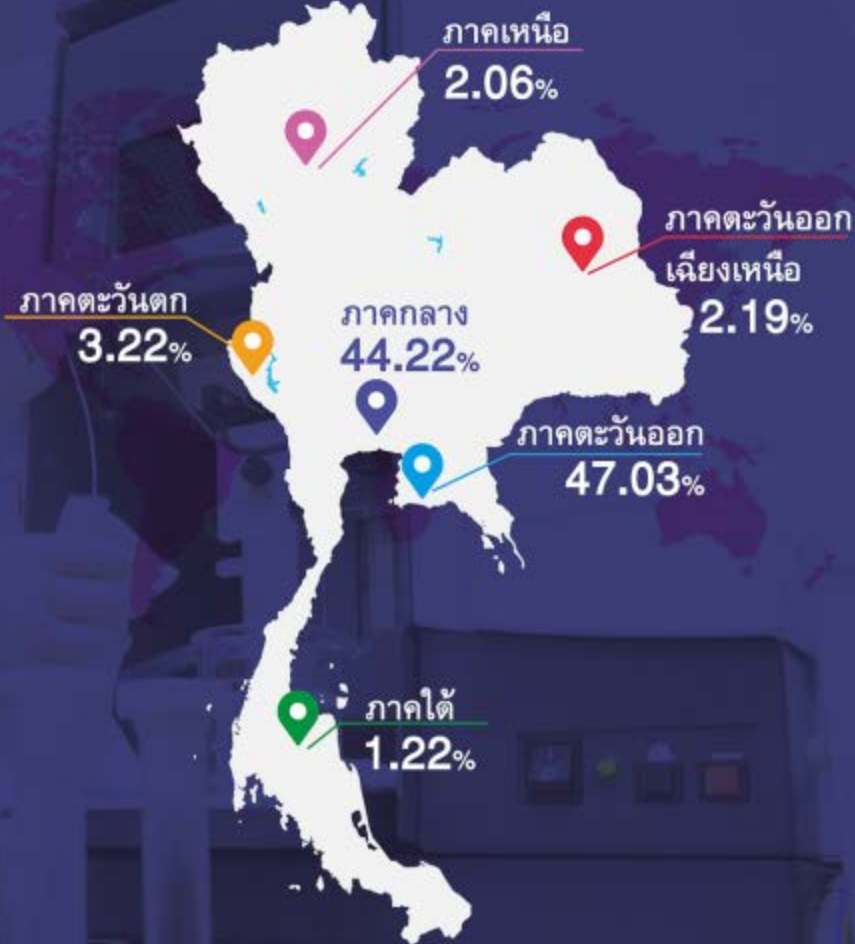 ภาคเหนือ
2.06%
ภาคตะวันออก
เฉียงเหนือ
2.19%
ภาคตะวันตก
3.22%
ภาคกลาง
44.22%
ภาคตะวันออก
47.03%
ภาคใต้
1.22%